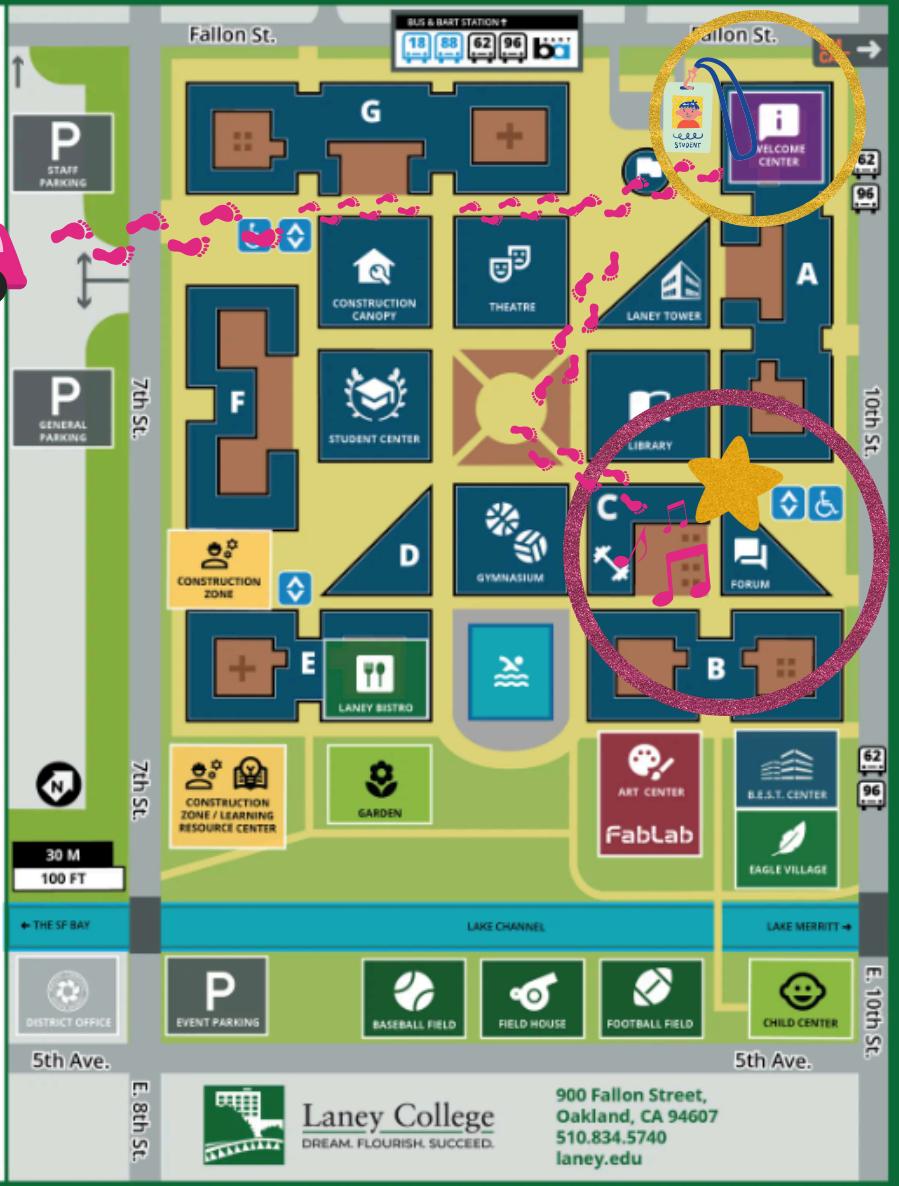 BUS & BART STATION ↑
Fallon St.
18 88 62 96 ba
Fallon St.
G
STUDENT
WELCOME CENTER
P
STAFF PARKING
62
96
CONSTRUCTION CANOPY
THEATRE
LANEY TOWER
A
7th St.
P
GENERAL PARKING
F
STUDENT CENTER
LIBRARY
10th St.
C
D
GYMNASIUM
FORUM
CONSTRUCTION ZONE
E
LANEY BISTRO
B
N
7th St.
CONSTRUCTION ZONE / LEARNING RESOURCE CENTER
GARDEN
ART CENTER
FabLab
B.E.S.T. CENTER
EAGLE VILLAGE
62
96
30 M
100 FT
← THE SF BAY
LAKE CHANNEL
LAKE MERRITT →
DISTRICT OFFICE
P
EVENT PARKING
BASEBALL FIELD
FIELD HOUSE
FOOTBALL FIELD
CHILD CENTER
E. 10th St.
5th Ave.
5th Ave.
E. 8th St.
Laney College
DREAM. FLOURISH. SUCCEED.
900 Fallon Street,
Oakland, CA 94607
510.834.5740
laney.edu